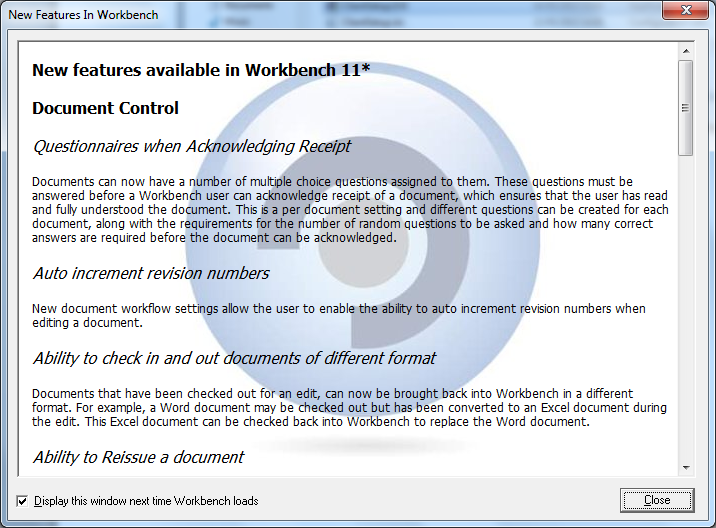 New Features In Workbench
New features available in Workbench 11*
Document Control
Questionnaires when Acknowledging Receipt
Documents can now have a number of multiple choice questions assigned to them. These questions must be
answered before a Workbench user can acknowledge receipt of a document, which ensures that the user has read
and fully understood the document. This is a per document setting and different questions can be created for each
document, along with the requirements for the number of random questions to be asked and how many correct
answers are required before the document can be acknowledged.
Auto increment revision numbers
New document workflow settings allow the user to enable the ability to auto increment revision numbers when
editing a document.
Ability to check in and out documents of different format
Documents that have been checked out for an edit, can now be brought back into Workbench in a different
format. For example, a Word document may be checked out but has been converted to an Excel document during
the edit. This Excel document can be checked back into Workbench to replace the Word document.
Ability to Reissue a document
Display this window next time Workbench loads
Close